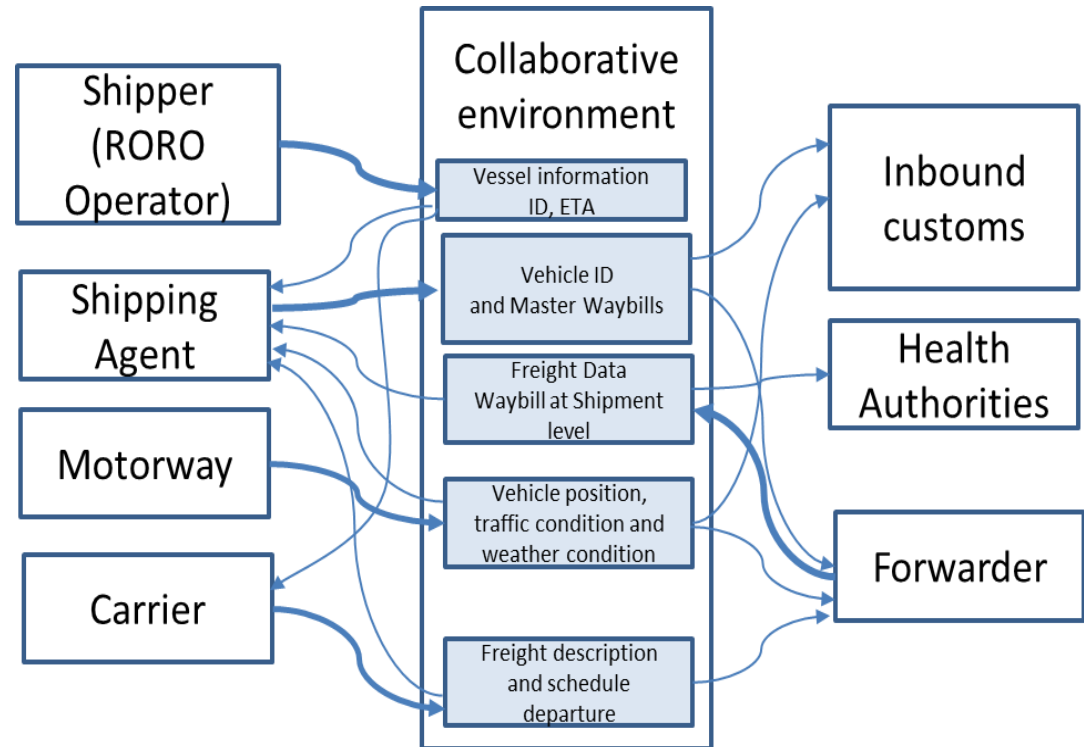 Shipper
(RORO
Operator)
Shipping
Agent
Motorway
Carrier
Collaborative
environment
Vessel information
ID, ETA
Vehicle ID
and Master Waybills
Freight Data
Waybill at Shipment
level
Vehicle position,
traffic condition and
weather condition
Freight description
and schedule
departure
Inbound
customs
Health
Authorities
Forwarder